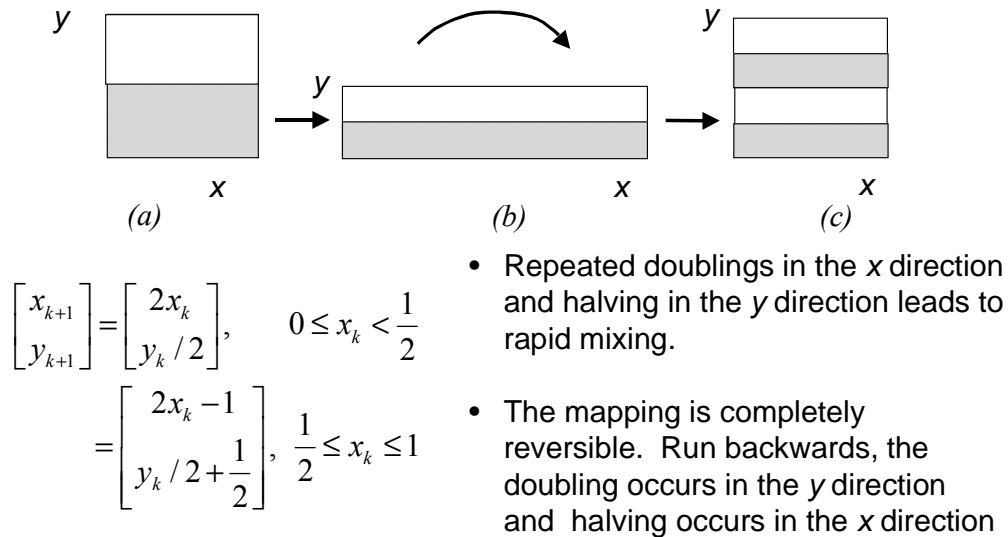 y
x
(a)
y
x
(b)
y
x
(c)
[x_{k+1} y_{k+1}] = [2x_k y_k / 2], 0 ≤ x_k < 1/2
= [2x_k − 1 y_k / 2 + 1/2], 1/2 ≤ x_k ≤ 1
• Repeated doublings in the x direction
and halving in the y direction leads to
rapid mixing.
• The mapping is completely
reversible. Run backwards, the
doubling occurs in the y direction
and halving occurs in the x direction